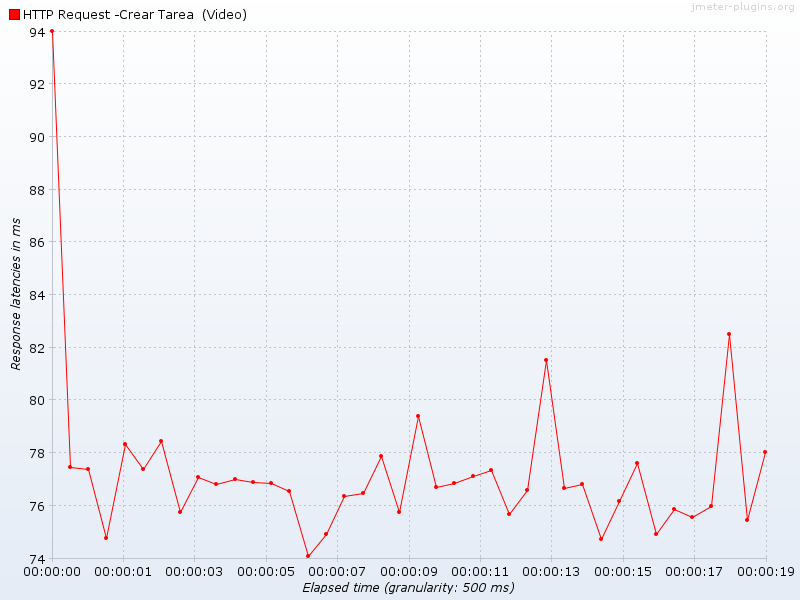 jmeter-plugins.org
HTTP Request -Crear Tarea  (Video)
94
92
90
88
86
84
82
80
78
76
74
Response latencies in ms
00:00:00 00:00:01 00:00:03 00:00:05 00:00:07 00:00:09 00:00:11 00:00:13 00:00:15 00:00:17 00:00:19
Elapsed time (granularity: 500 ms)